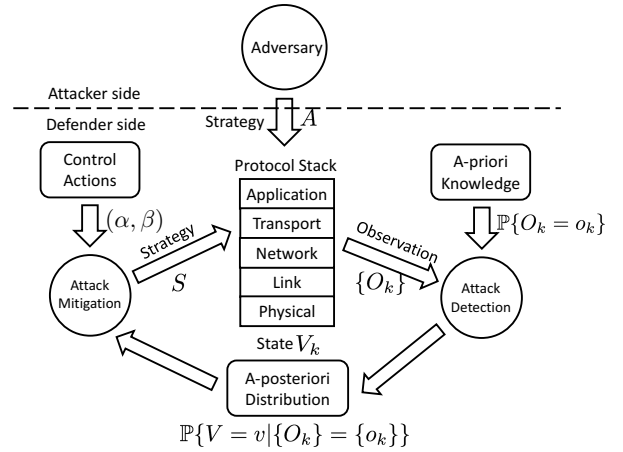 Adversary
Attacker side
Defender side
Strategy A
Control
Actions
Protocol Stack
A-priori
Knowledge
Application
Transport
Network
Link
Physical
(α, β)
Strategy
S
Observation
{O_k}
ℙ{O_k = o_k}
Attack
Mitigation
Attack
Detection
State V_k
A-posteriori
Distribution
ℙ{V = v|{O_k} = {o_k}}